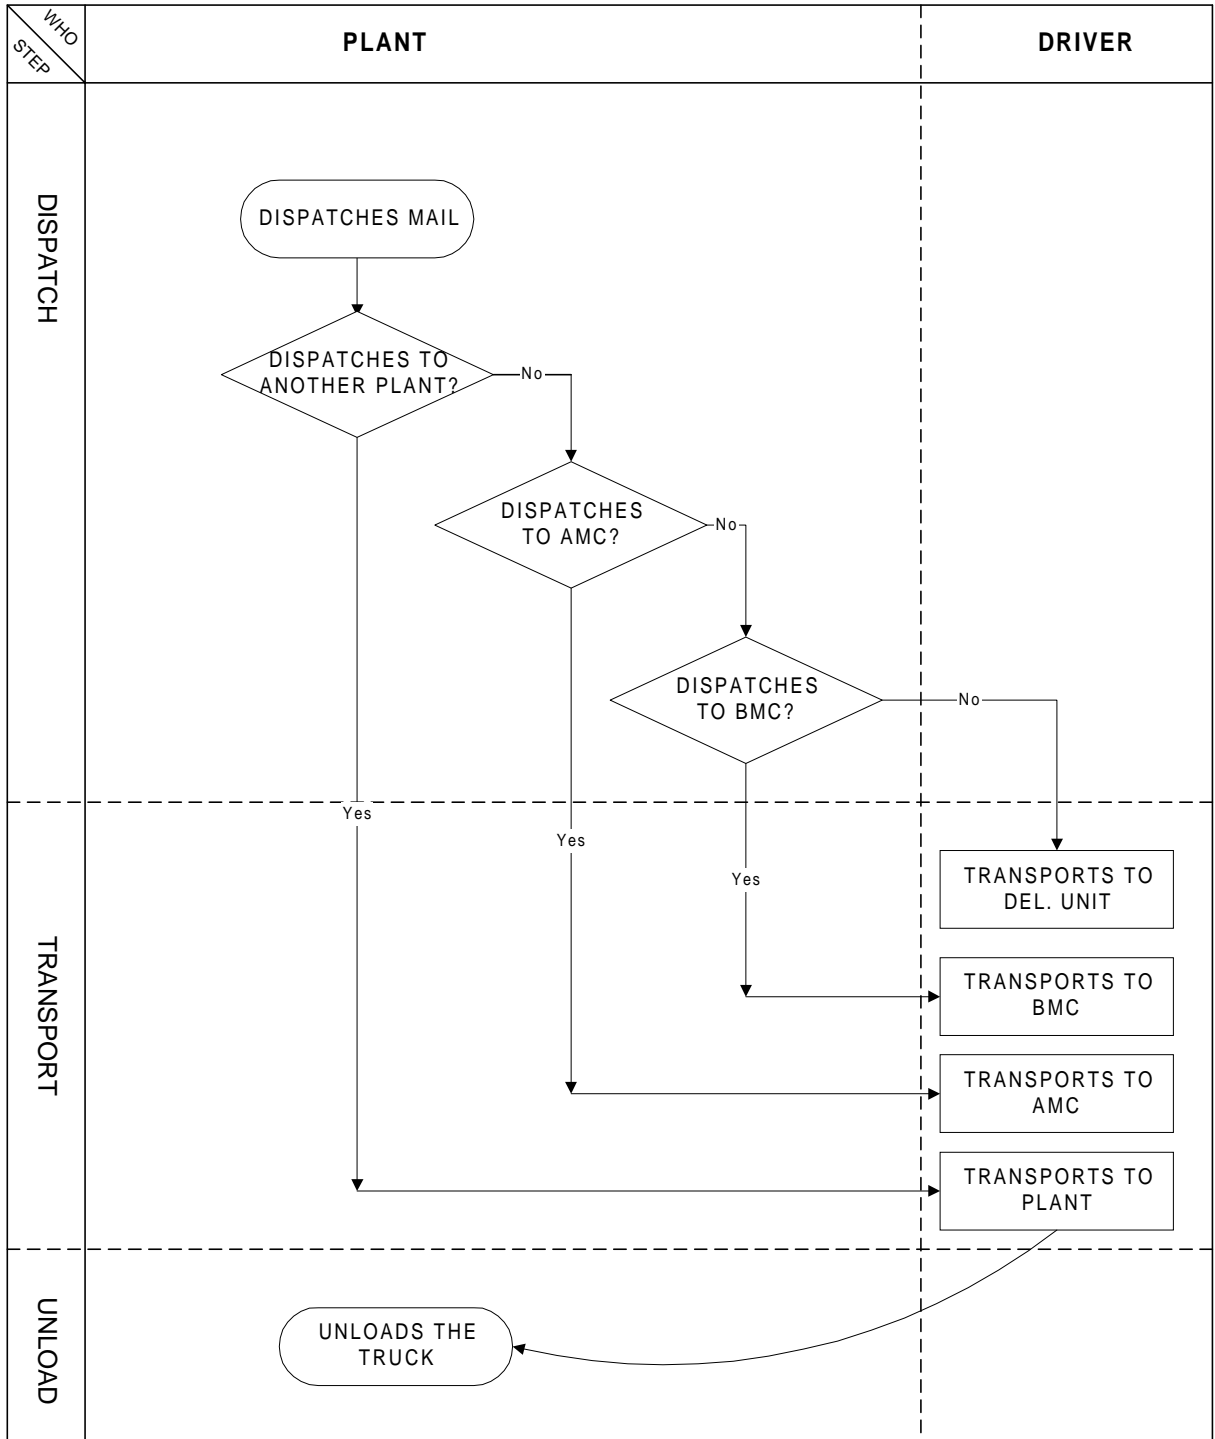 WHO
STEP
PLANT
DRIVER
DISPATCH
DISPATCHES MAIL
DISPATCHES TO
ANOTHER PLANT?
No
DISPATCHES
TO AMC?
No
DISPATCHES
TO BMC?
No
TRANSPORT
Yes
Yes
Yes
TRANSPORTS TO
DEL. UNIT
TRANSPORTS TO
BMC
TRANSPORTS TO
AMC
TRANSPORTS TO
PLANT
UNLOAD
UNLOADS THE
TRUCK